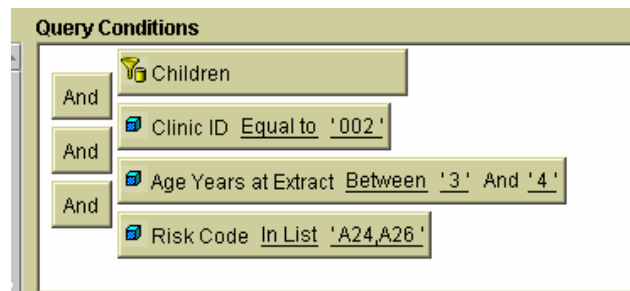 Query Conditions
Children
And
Clinic ID Equal to '002'
And
Age Years at Extract Between '3' And '4'
And
Risk Code In List 'A24,A26'